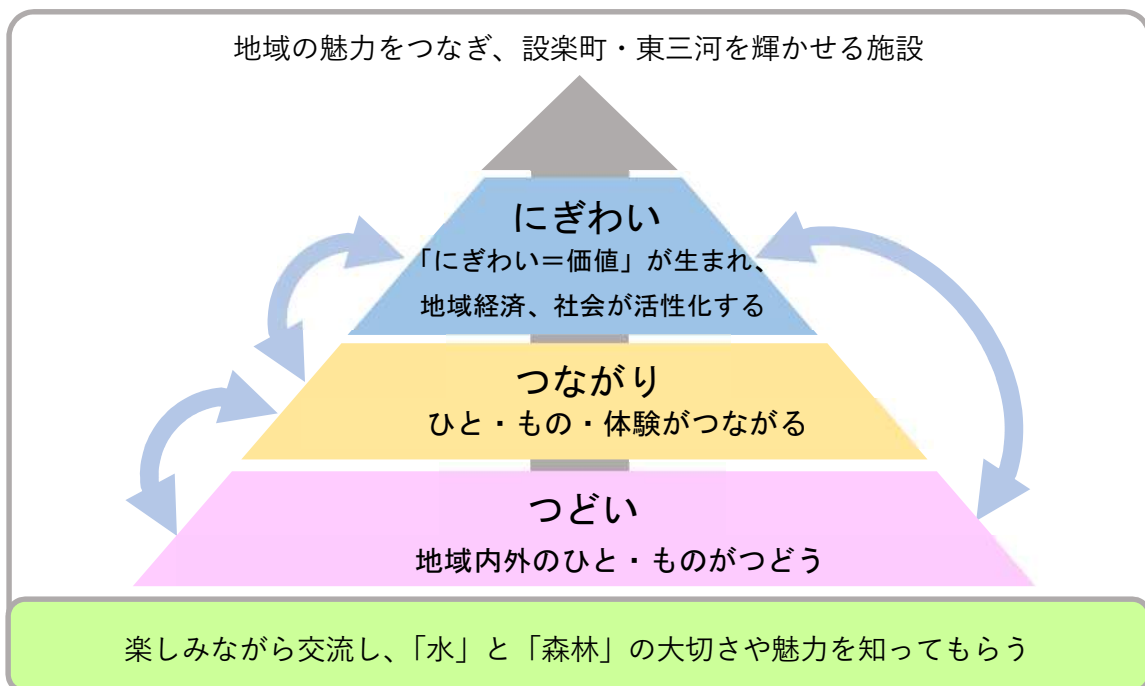 地域の魅力をつなぎ、設楽町・東三河を輝かせる施設
にぎわい
「にぎわい＝価値」が生まれ、
地域経済、社会が活性化する
つながり
ひと・もの・体験がつながる
つどい
地域内外のひと・ものがつどう
楽しみながら交流し、「水」と「森林」の大切さや魅力を知ってもらう